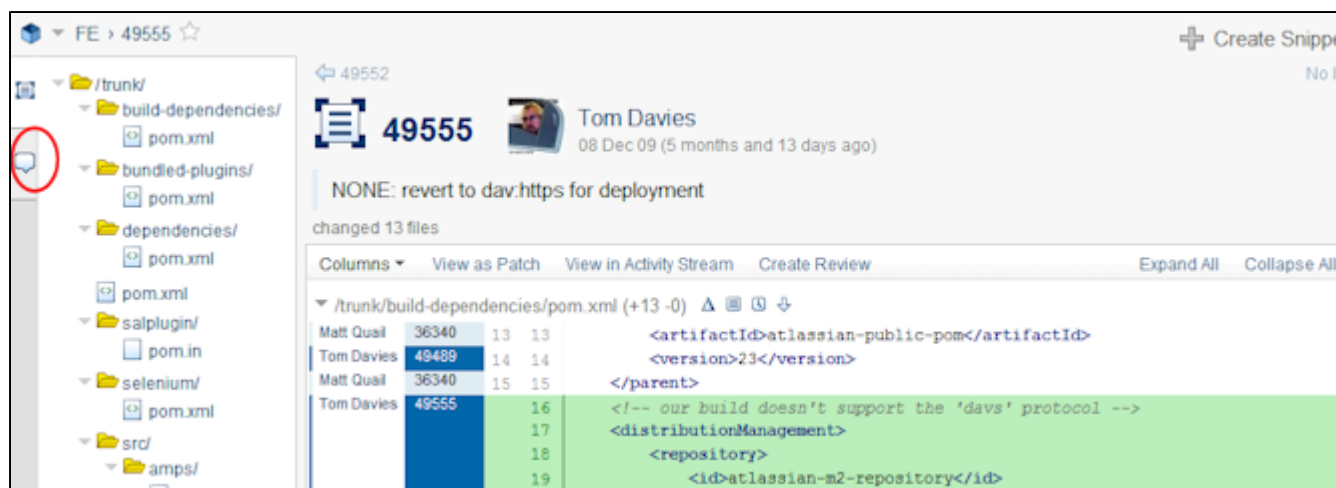 FE › 49555
Create Snippe
/trunk/
build-dependencies/
pom.xml
bundled-plugins/
pom.xml
dependencies/
pom.xml
pom.xml
salplugin/
pom.in
selenium/
pom.xml
src/
amps/
49552
No
49555
Tom Davies
08 Dec 09 (5 months and 13 days ago)
NONE: revert to dav:https for deployment
changed 13 files
Columns View as Patch View in Activity Stream Create Review Expand All Collapse All
/trunk/build-dependencies/pom.xml (+13 -0)
Matt Quail 36340 13 13 <artifactId>atlassian-public-pom</artifactId>
Tom Davies 49489 14 14 <version>23</version>
Matt Quail 36340 15 15 </parent>
Tom Davies 49555 16 <!-- our build doesn't support the 'davs' protocol -->
17 <distributionManagement>
18 <repository>
19 <id>atlassian-m2-repository</id>